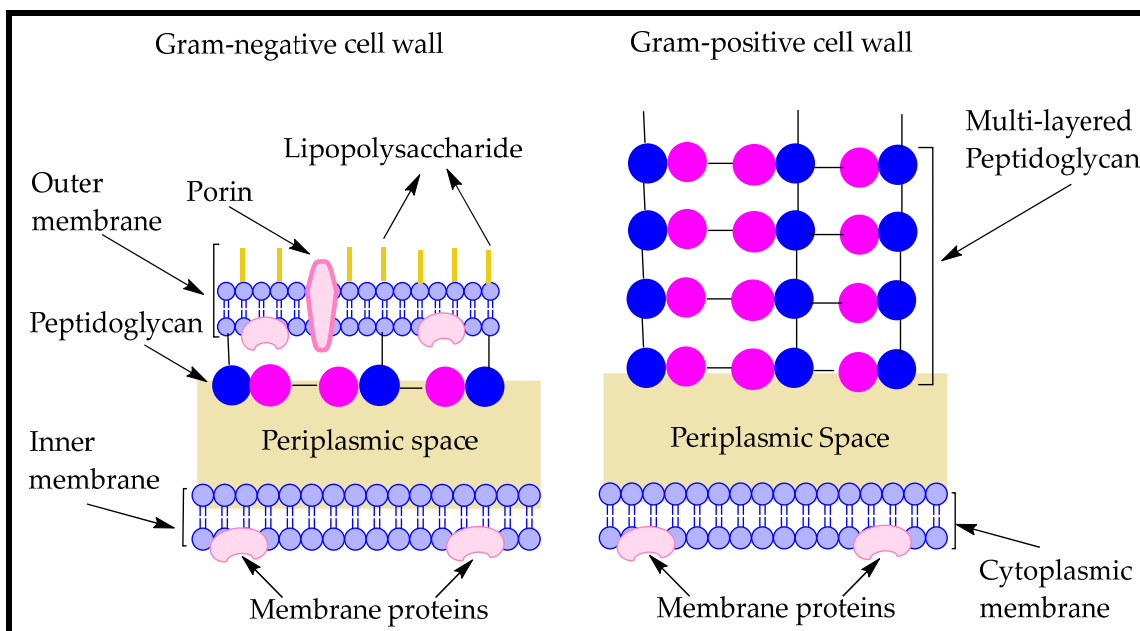 Gram-negative cell wall
Gram-positive cell wall
Lipopolysaccharide
Multi-layered
Peptidoglycan
Outer
membrane
Porin
Peptidoglycan
Periplasmic space
Periplasmic Space
Inner
membrane
Membrane proteins
Membrane proteins
Cytoplasmic
membrane